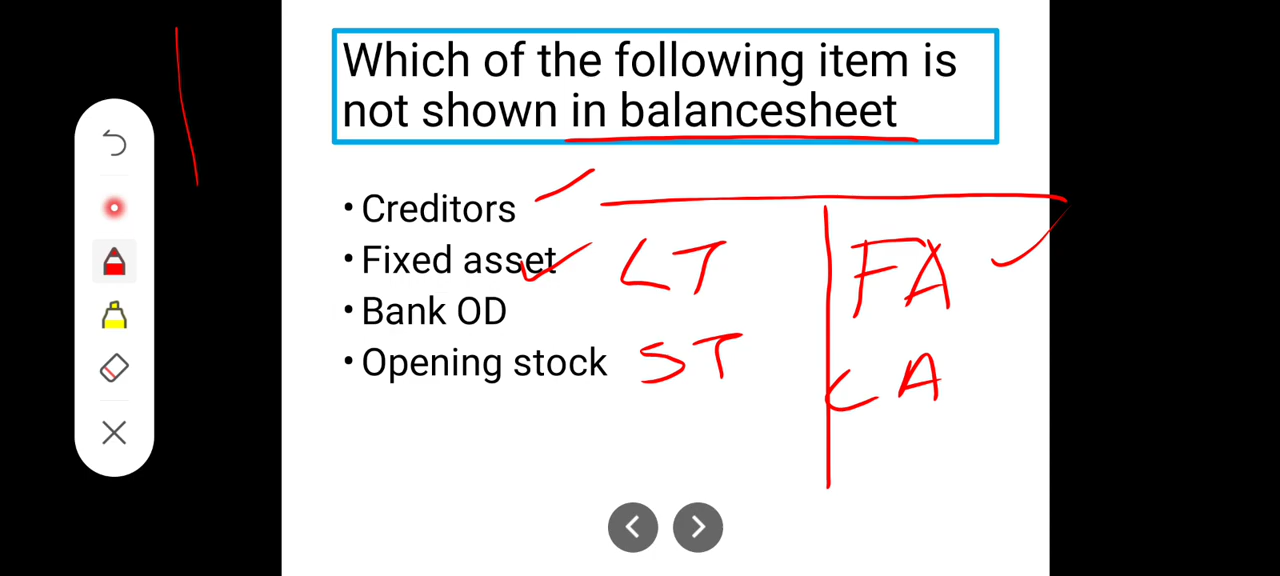 Which of the following item is
not shown in balancesheet
• Creditors
• Fixed asset
• Bank OD
• Opening stock
LT FA
ST CA